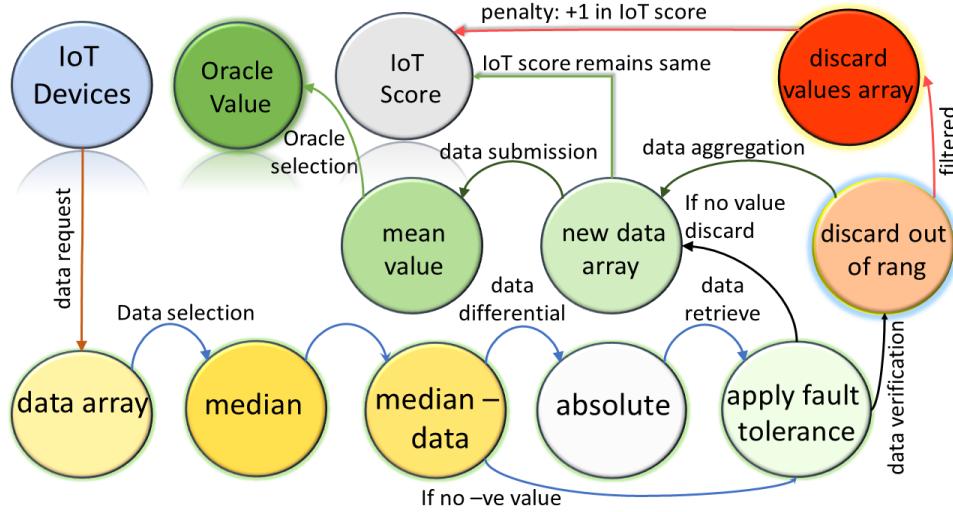 penalty: +1 in IoT score
IoT
Devices
Oracle
Value
IoT
Score
IoT score remains same
discard
values array
Oracle
selection
data submission
data aggregation
filtered
data request
mean
value
new data
array
If no value
discard
discard out
of rang
Data selection
data
differential
data
retrieve
data array
median
median –
data
absolute
apply fault
tolerance
data verification
If no –ve value